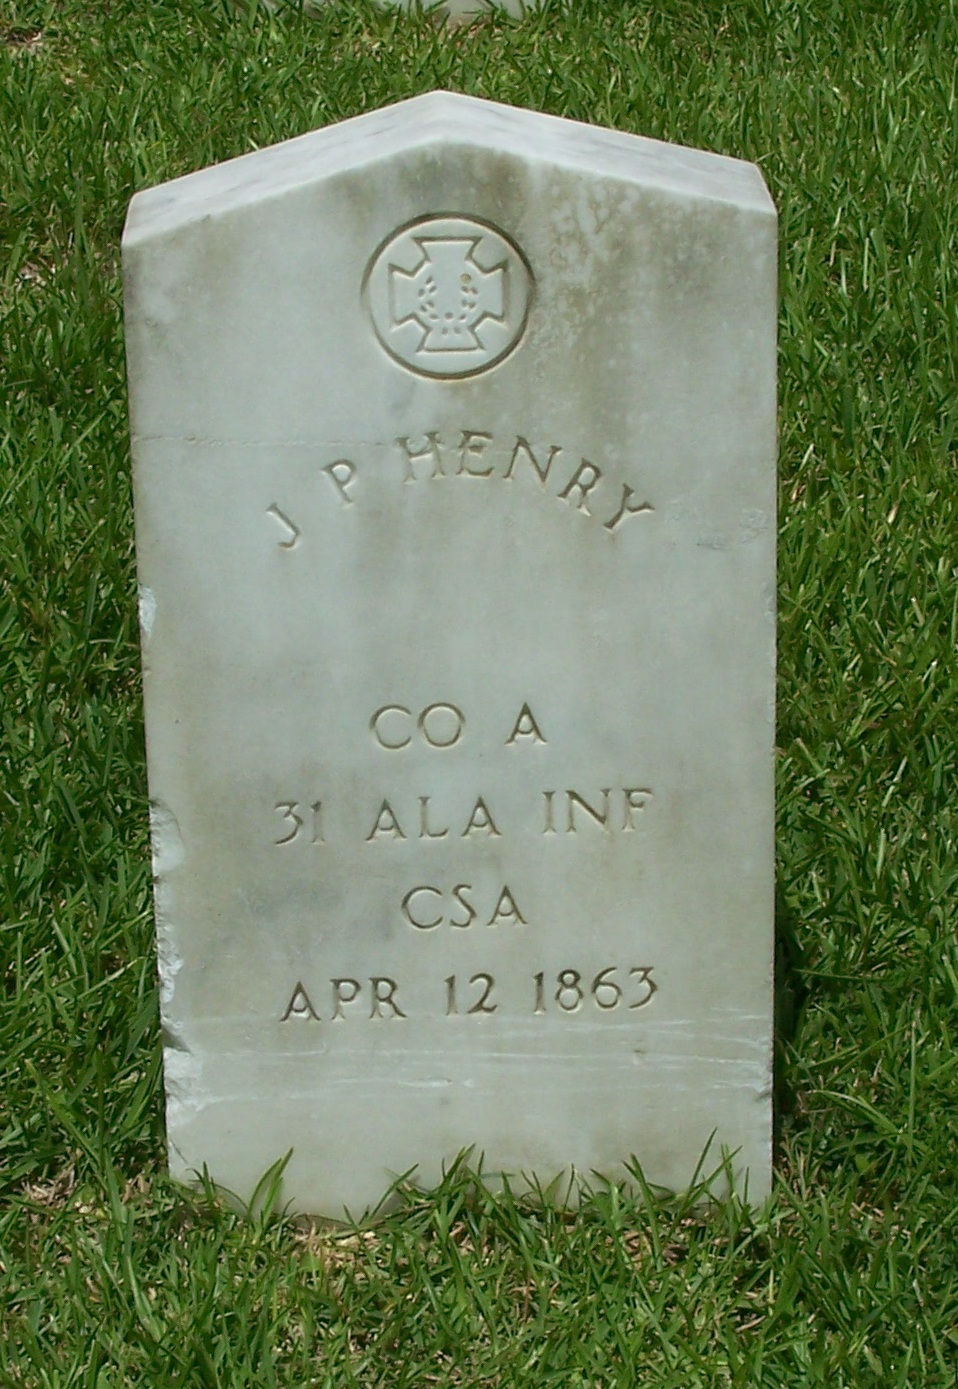 J P HENRY
CO A
31 ALA INF
CSA
APR 12 1863